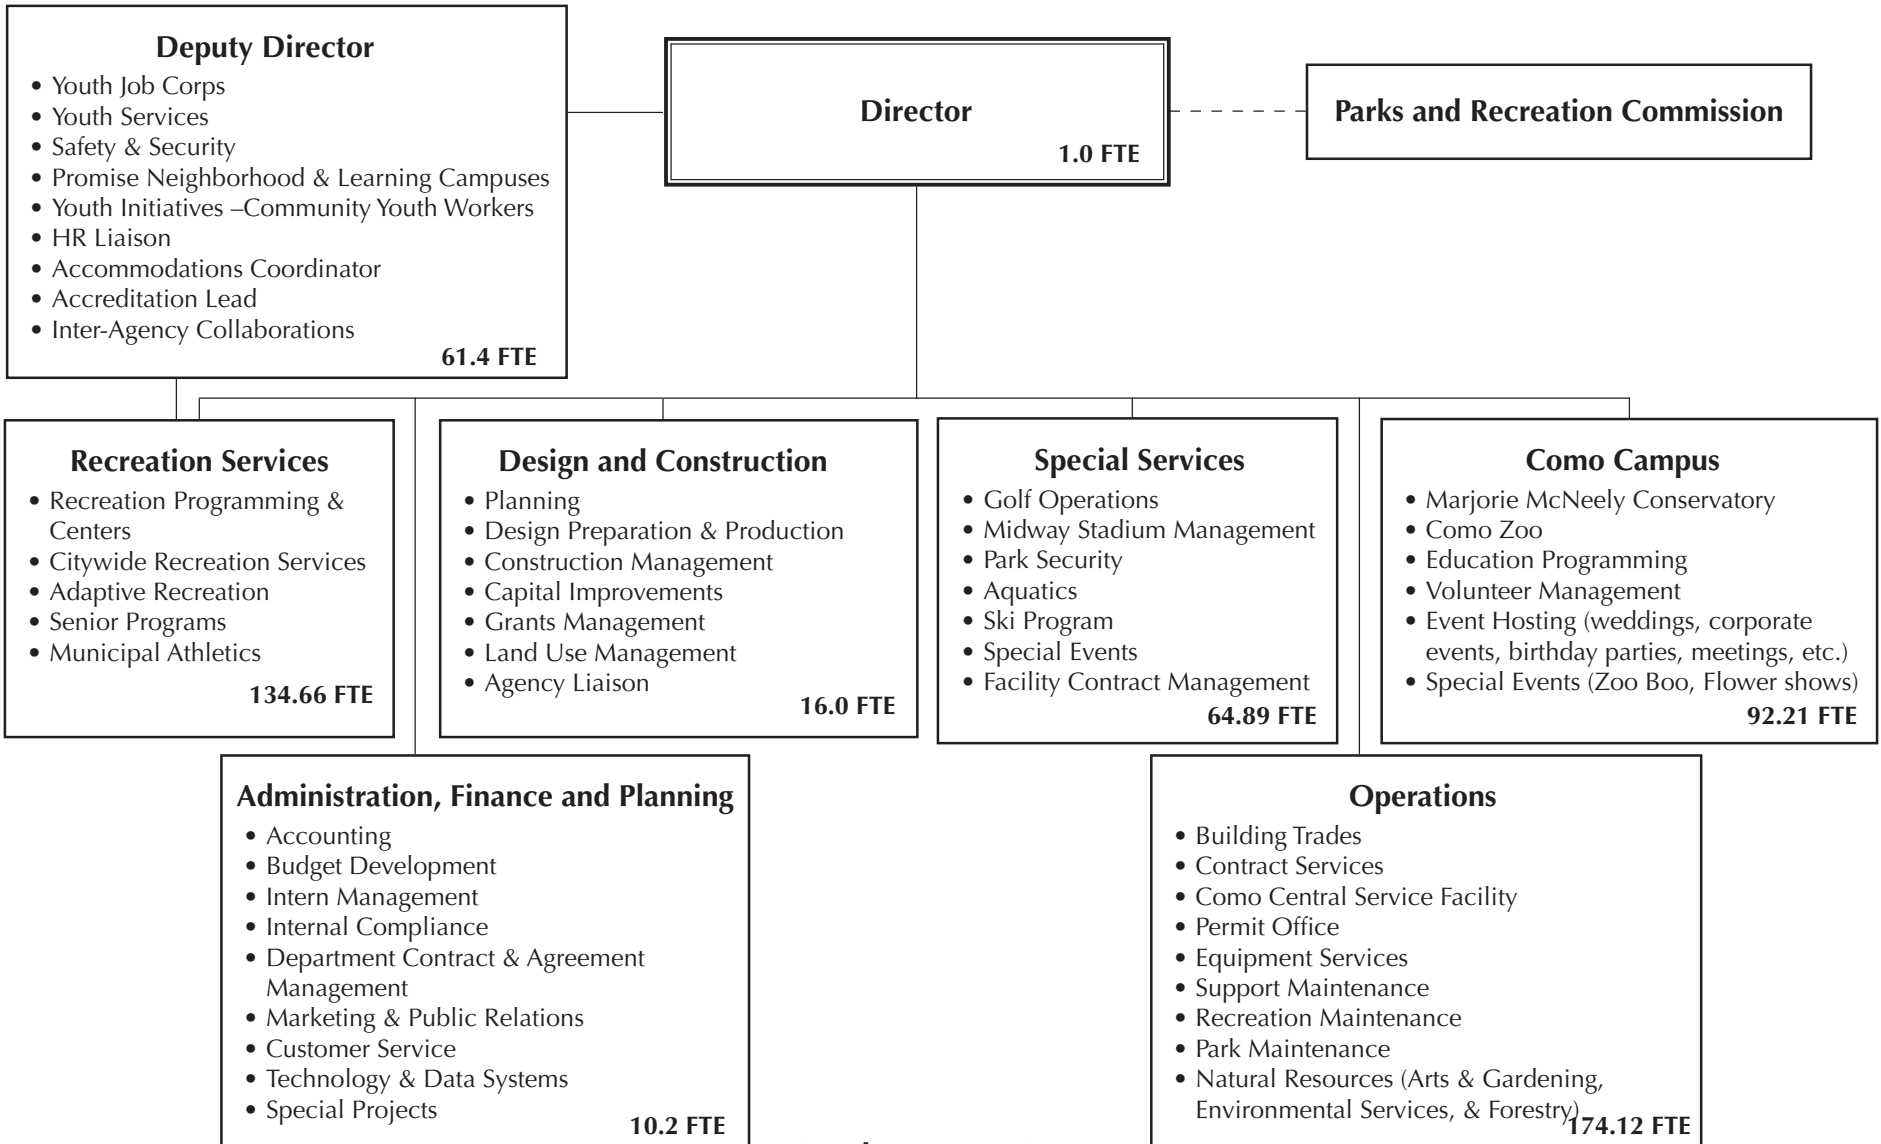 Deputy Director
• Youth Job Corps
• Youth Services
• Safety & Security
• Promise Neighborhood & Learning Campuses
• Youth Initiatives –Community Youth Workers
• HR Liaison
• Accommodations Coordinator
• Accreditation Lead
• Inter-Agency Collaborations
61.4 FTE
Director
1.0 FTE
Parks and Recreation Commission
Recreation Services
• Recreation Programming &
Centers
• Citywide Recreation Services
• Adaptive Recreation
• Senior Programs
• Municipal Athletics
134.66 FTE
Design and Construction
• Planning
• Design Preparation & Production
• Construction Management
• Capital Improvements
• Grants Management
• Land Use Management
• Agency Liaison
16.0 FTE
Special Services
• Golf Operations
• Midway Stadium Management
• Park Security
• Aquatics
• Ski Program
• Special Events
• Facility Contract Management
64.89 FTE
Como Campus
• Marjorie McNeely Conservatory
• Como Zoo
• Education Programming
• Volunteer Management
• Event Hosting (weddings, corporate
events, birthday parties, meetings, etc.)
• Special Events (Zoo Boo, Flower shows)
92.21 FTE
Administration, Finance and Planning
• Accounting
• Budget Development
• Intern Management
• Internal Compliance
• Department Contract & Agreement
Management
• Marketing & Public Relations
• Customer Service
• Technology & Data Systems
• Special Projects
10.2 FTE
Operations
• Building Trades
• Contract Services
• Como Central Service Facility
• Permit Office
• Equipment Services
• Support Maintenance
• Recreation Maintenance
• Park Maintenance
• Natural Resources (Arts & Gardening,
Environmental Services, & Forestry)
174.12 FTE